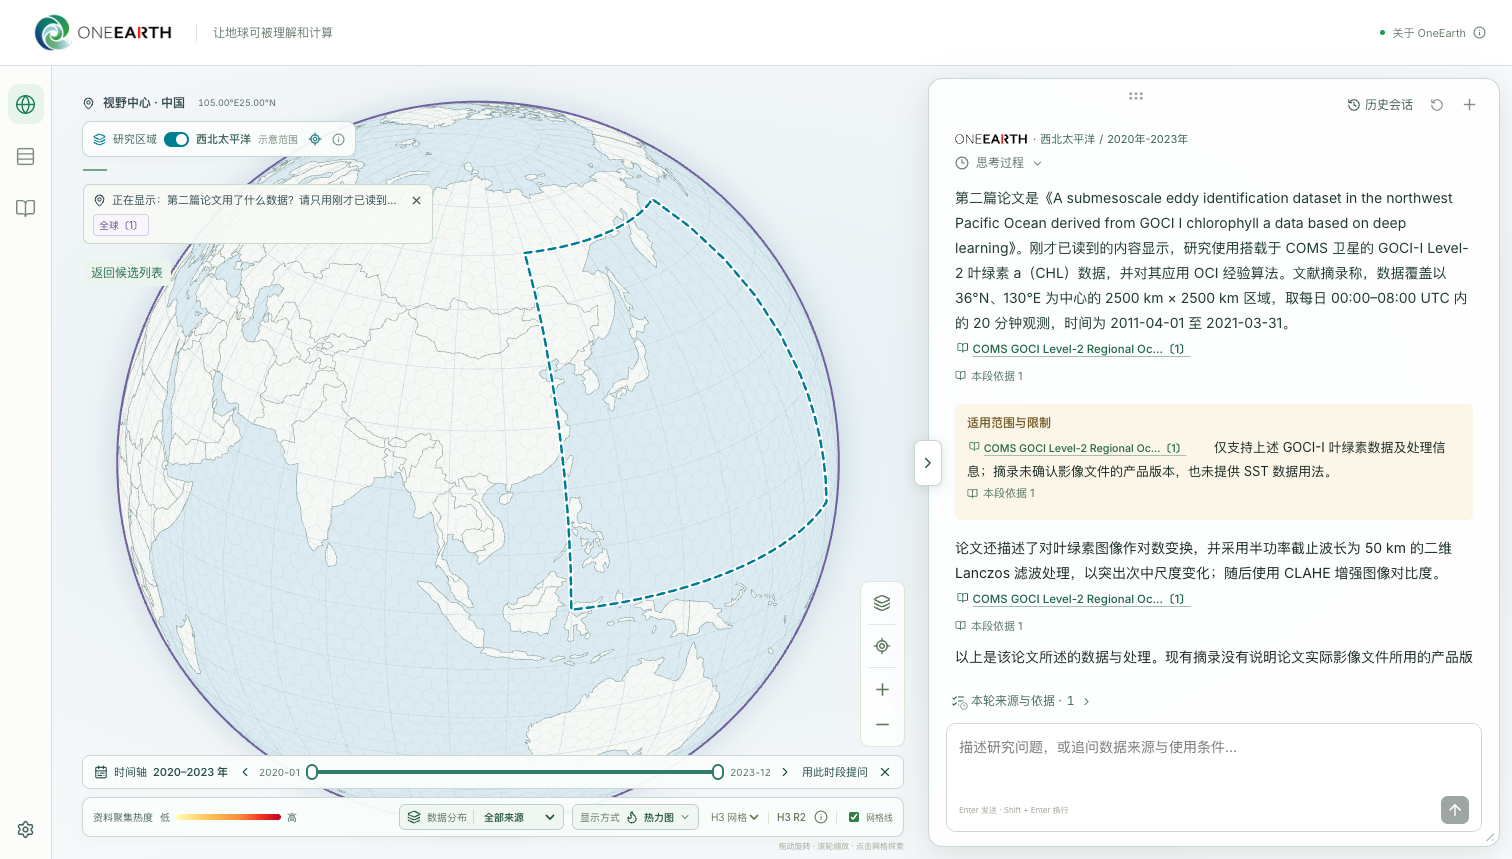 ONEEARTH
让地球可被理解和计算
关于 OneEarth
视野中心 · 中国 105.00°E25.00°N
研究区域 西北太平洋 示意范围
正在显示：第二篇论文用了什么数据？请只用刚才已读到...
全球（1）
返回候选列表
时间轴 2020–2023 年 2020-01 2023-12 用此时段提问
资料聚集热度 低 高 数据分布 全部来源 显示方式 热力图 H3 网格 H3 R2 网格线
拖动旋转 · 滚轮缩放 · 点击网格探索
历史会话
ONEEARTH · 西北太平洋 / 2020年-2023年
思考过程
第二篇论文是《A submesoscale eddy identification dataset in the northwest
Pacific Ocean derived from GOCI I chlorophyll a data based on deep
learning》。刚才已读到的内容显示，研究使用搭载于 COMS 卫星的 GOCI-I Level-
2 叶绿素 a（CHL）数据，并对其应用 OCI 经验算法。文献摘录称，数据覆盖以
36°N、130°E 为中心的 2500 km × 2500 km 区域，取每日 00:00–08:00 UTC 内
的 20 分钟观测，时间为 2011-04-01 至 2021-03-31。
COMS GOCI Level-2 Regional Oc...（1）
本段依据 1
适用范围与限制
COMS GOCI Level-2 Regional Oc...（1） 仅支持上述 GOCI-I 叶绿素数据及处理信
息；摘录未确认影像文件的产品版本，也未提供 SST 数据用法。
本段依据 1
论文还描述了对叶绿素图像作对数变换，并采用半功率截止波长为 50 km 的二维
Lanczos 滤波处理，以突出次中尺度变化；随后使用 CLAHE 增强图像对比度。
COMS GOCI Level-2 Regional Oc...（1）
本段依据 1
以上是该论文所述的数据与处理。现有摘录没有说明论文实际影像文件所用的产品版
本轮来源与依据 · 1
描述研究问题，或追问数据来源与使用条件...
Enter 发送 · Shift + Enter 换行